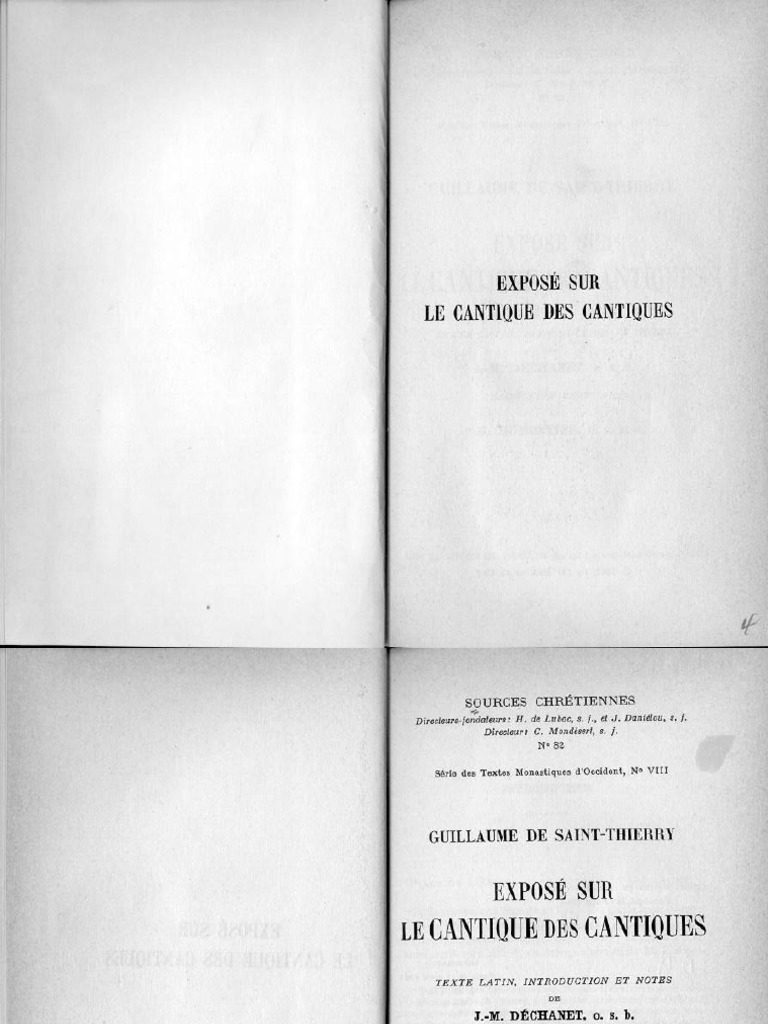 EXPOSÉ SUR
LE CANTIQUE DES CANTIQUES
4
SOURCES CHRÉTIENNES
Directeurs-fondateurs: H. de Lubac, s. j., et J. Daniélou, s. j.
Directeur: C. Mondésert, s. j.
N° 82
Série des Textes Monastiques d'Occident, N° VIII
GUILLAUME DE SAINT-THIERRY
EXPOSÉ SUR
LE CANTIQUE DES CANTIQUES
TEXTE LATIN, INTRODUCTION ET NOTES
DE
J.-M. DÉCHANET, o. s. b.